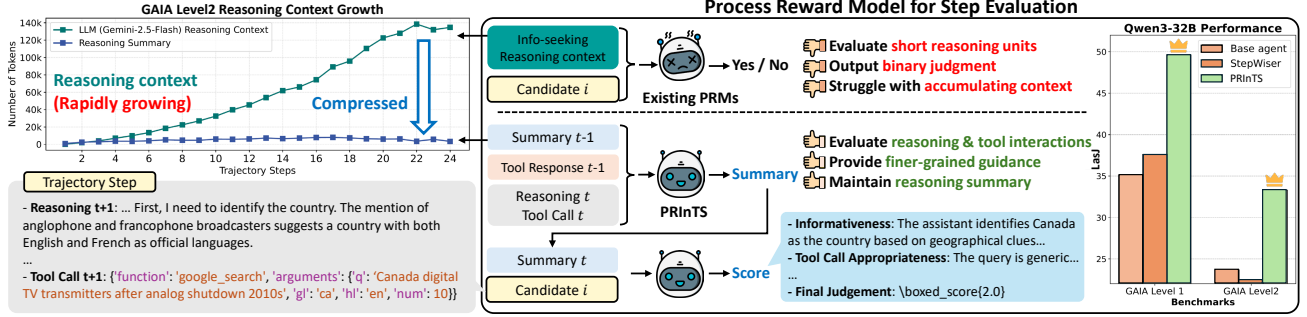 GAIA Level2 Reasoning Context Growth
Number of Tokens
140k
120k
100k
80k
60k
40k
20k
0
LLM (Gemini-2.5-Flash) Reasoning Context
Reasoning Summary
Reasoning context
(Rapidly growing)
Compressed
2 4 6 8 10 12 14 16 18 20 22 24
Trajectory Steps
Trajectory Step
- Reasoning t+1: ... First, I need to identify the country. The mention of
anglophone and francophone broadcasters suggests a country with both
English and French as official languages.
...
- Tool Call t+1: {'function': 'google_search', 'arguments': {'q': 'Canada digital
TV transmitters after analog shutdown 2010s', 'gl': 'ca', 'hl': 'en', 'num': 10}}
Process Reward Model for Step Evaluation
Info-seeking
Reasoning context
Candidate i
Existing PRMs
Yes / No
Evaluate short reasoning units
Output binary judgment
Struggle with accumulating context
Summary t-1
Tool Response t-1
Reasoning t
Tool Call t
PRInTS
Summary
Evaluate reasoning & tool interactions
Provide finer-grained guidance
Maintain reasoning summary
Summary t
Candidate i
Score
- Informativeness: The assistant identifies Canada
as the country based on geographical clues...
- Tool Call Appropriateness: The query is generic...
...
- Final Judgement: \boxed_score{2.0}
Qwen3-32B Performance
Base agent
StepWiser
PRInTS
LasJ
50
45
40
35
30
25
GAIA Level 1 GAIA Level2
Benchmarks